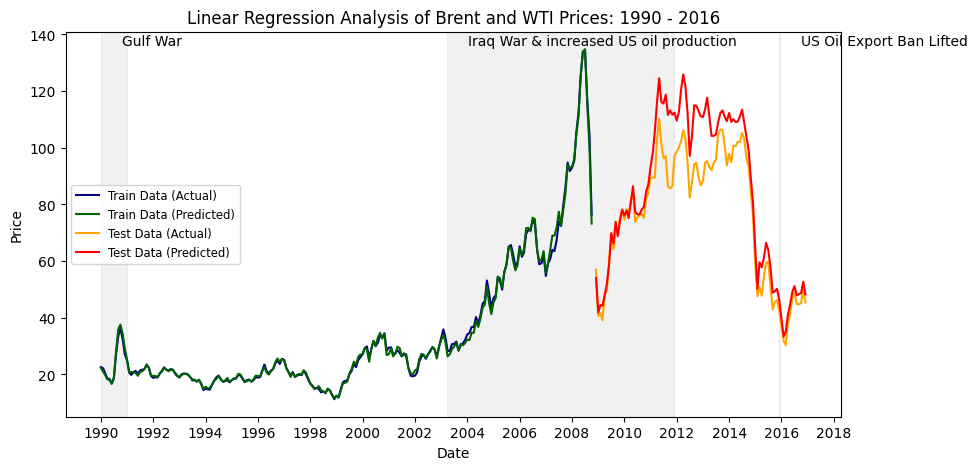 Linear Regression Analysis of Brent and WTI Prices: 1990 - 2016
Gulf War
Iraq War & increased US oil production
US Oil Export Ban Lifted
140
120
100
80
60
40
20
Price
Train Data (Actual)
Train Data (Predicted)
Test Data (Actual)
Test Data (Predicted)
1990 1992 1994 1996 1998 2000 2002 2004 2006 2008 2010 2012 2014 2016 2018
Date